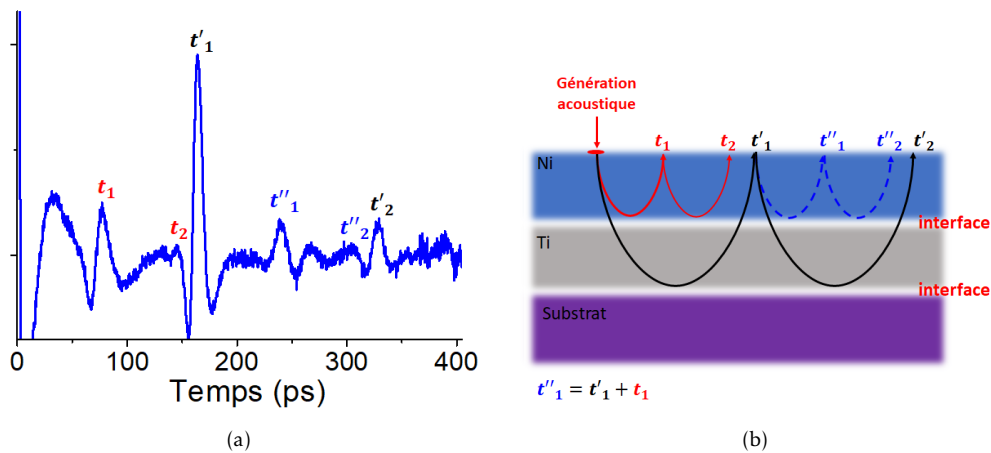 t′₁
t₁
t₂
t″₁
t″₂
t′₂
0 100 200 300 400
Temps (ps)
(a)
Génération
acoustique
t₁ t₂ t′₁ t″₁ t″₂ t′₂
Ni
interface
Ti
interface
Substrat
t″₁ = t′₁ + t₁
(b)